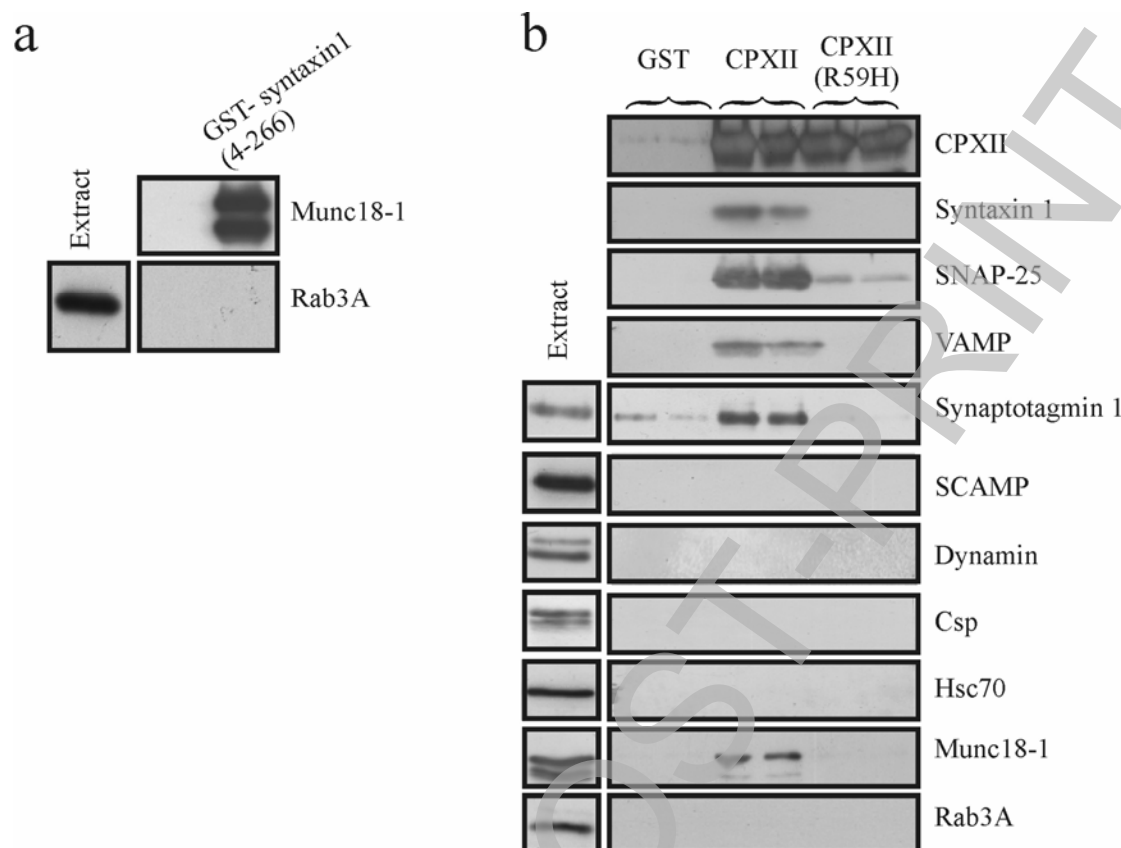 a
b
GST- syntaxin1
(4-266)
Extract
Munc18-1
Rab3A
GST
CPXII
CPXII
(R59H)
CPXII
Syntaxin 1
SNAP-25
VAMP
Extract
Synaptotagmin 1
SCAMP
Dynamin
Csp
Hsc70
Munc18-1
Rab3A
OST-PRINT